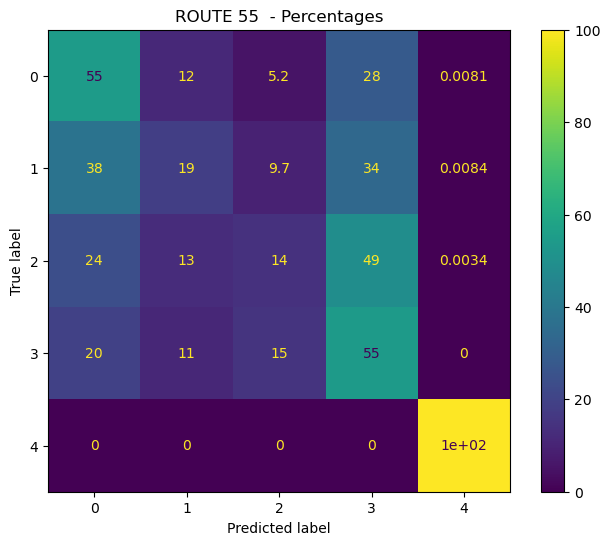 ROUTE 55  - Percentages
0 55 12 5.2 28 0.0081
1 38 19 9.7 34 0.0084
2 24 13 14 49 0.0034
3 20 11 15 55 0
4 0 0 0 0 1e+02
0 1 2 3 4
Predicted label
True label
100
80
60
40
20
0